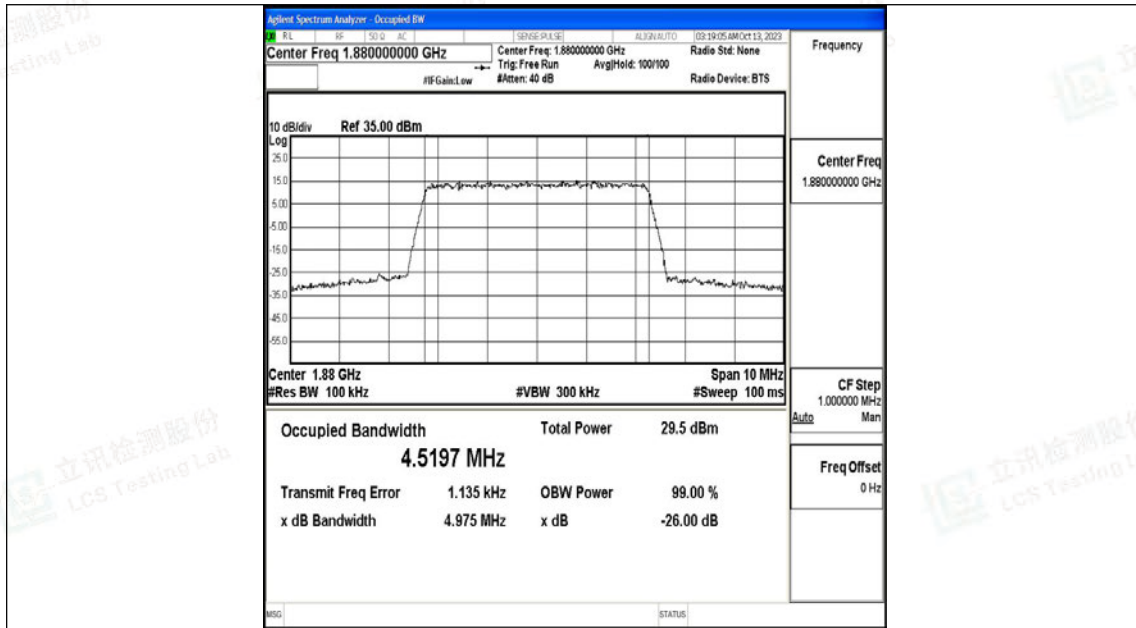 Agilent Spectrum Analyzer - Occupied BW
RL RF 50 Ω AC SENSE:PULSE ALIGNAUTO 03:19:05 AM Oct 13, 2023
Center Freq 1.880000000 GHz
Center Freq: 1.880000000 GHz
Radio Std: None
Trig: Free Run Avg|Hold: 100/100
#IFGain:Low
#Atten: 40 dB
Radio Device: BTS
10 dB/div Ref 35.00 dBm
Log
25.0
15.0
5.00
-5.00
-15.0
-25.0
-35.0
-45.0
-55.0
Center 1.88 GHz Span 10 MHz
#Res BW 100 kHz #VBW 300 kHz #Sweep 100 ms
Occupied Bandwidth Total Power 29.5 dBm
4.5197 MHz
Transmit Freq Error 1.135 kHz OBW Power 99.00 %
x dB Bandwidth 4.975 MHz x dB -26.00 dB
MSG STATUS
Frequency
Center Freq
1.880000000 GHz
CF Step
1.000000 MHz
Auto Man
Freq Offset
0 Hz
立讯检测股份
LCS Testing Lab